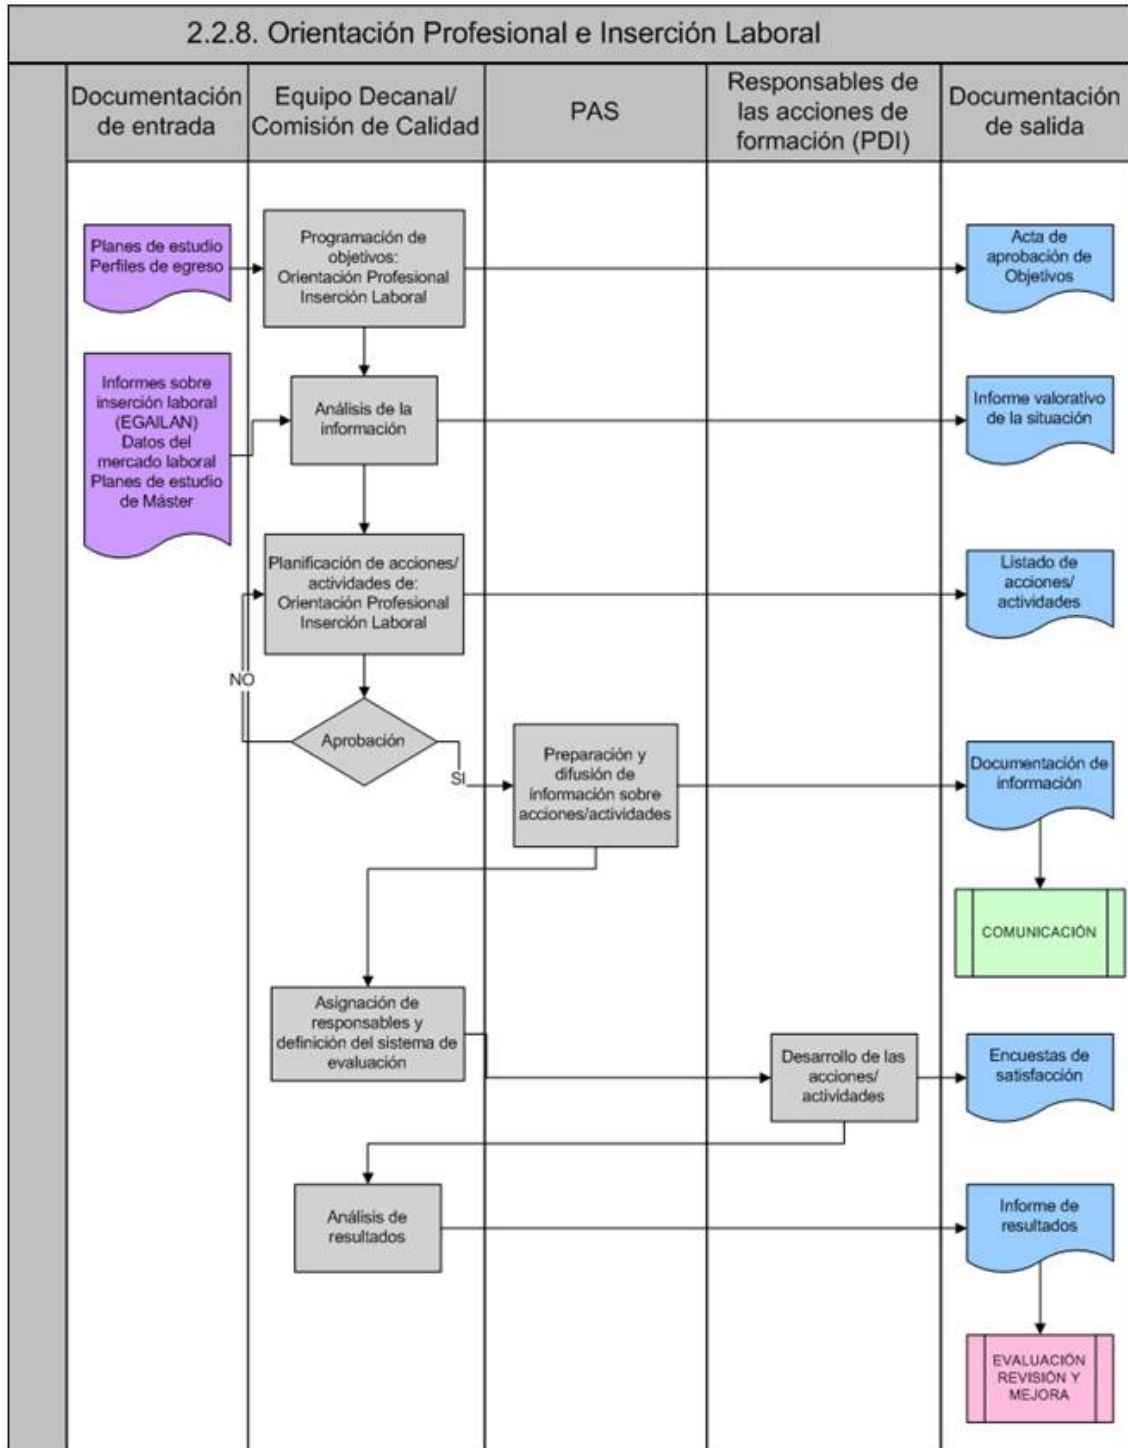 2.2.8. Orientación Profesional e Inserción Laboral
Documentación
de entrada
Equipo Decanal/
Comisión de Calidad
PAS
Responsables de
las acciones de
formación (PDI)
Documentación
de salida
Planes de estudio
Perfiles de egreso
Programación de
objetivos:
Orientación Profesional
Inserción Laboral
Acta de
aprobación de
Objetivos
Informes sobre
inserción laboral
(EGAILAN)
Datos del
mercado laboral
Planes de estudio
de Máster
Análisis de la
información
Informe valorativo
de la situación
Planificación de acciones/
actividades de:
Orientación Profesional
Inserción Laboral
Listado de
acciones/
actividades
NO
Aprobación
SI
Preparación y
difusión de
información sobre
acciones/actividades
Documentación de
información
COMUNICACIÓN
Asignación de
responsables y
definición del sistema de
evaluación
Desarrollo de las
acciones/
actividades
Encuestas de
satisfacción
Análisis de
resultados
Informe de
resultados
EVALUACIÓN
REVISIÓN Y
MEJORA